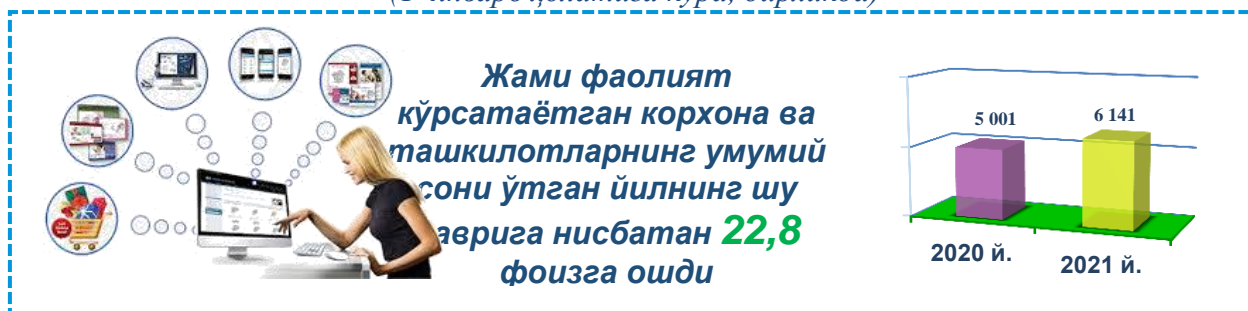 Жами фаолият
кўрсатаётган корхона ва
ташкилотларнинг умумий
сони ўтган йилнинг шу
аврига нисбатан 22,8
фоизга ошди
5 001
6 141
2020 й.
2021 й.